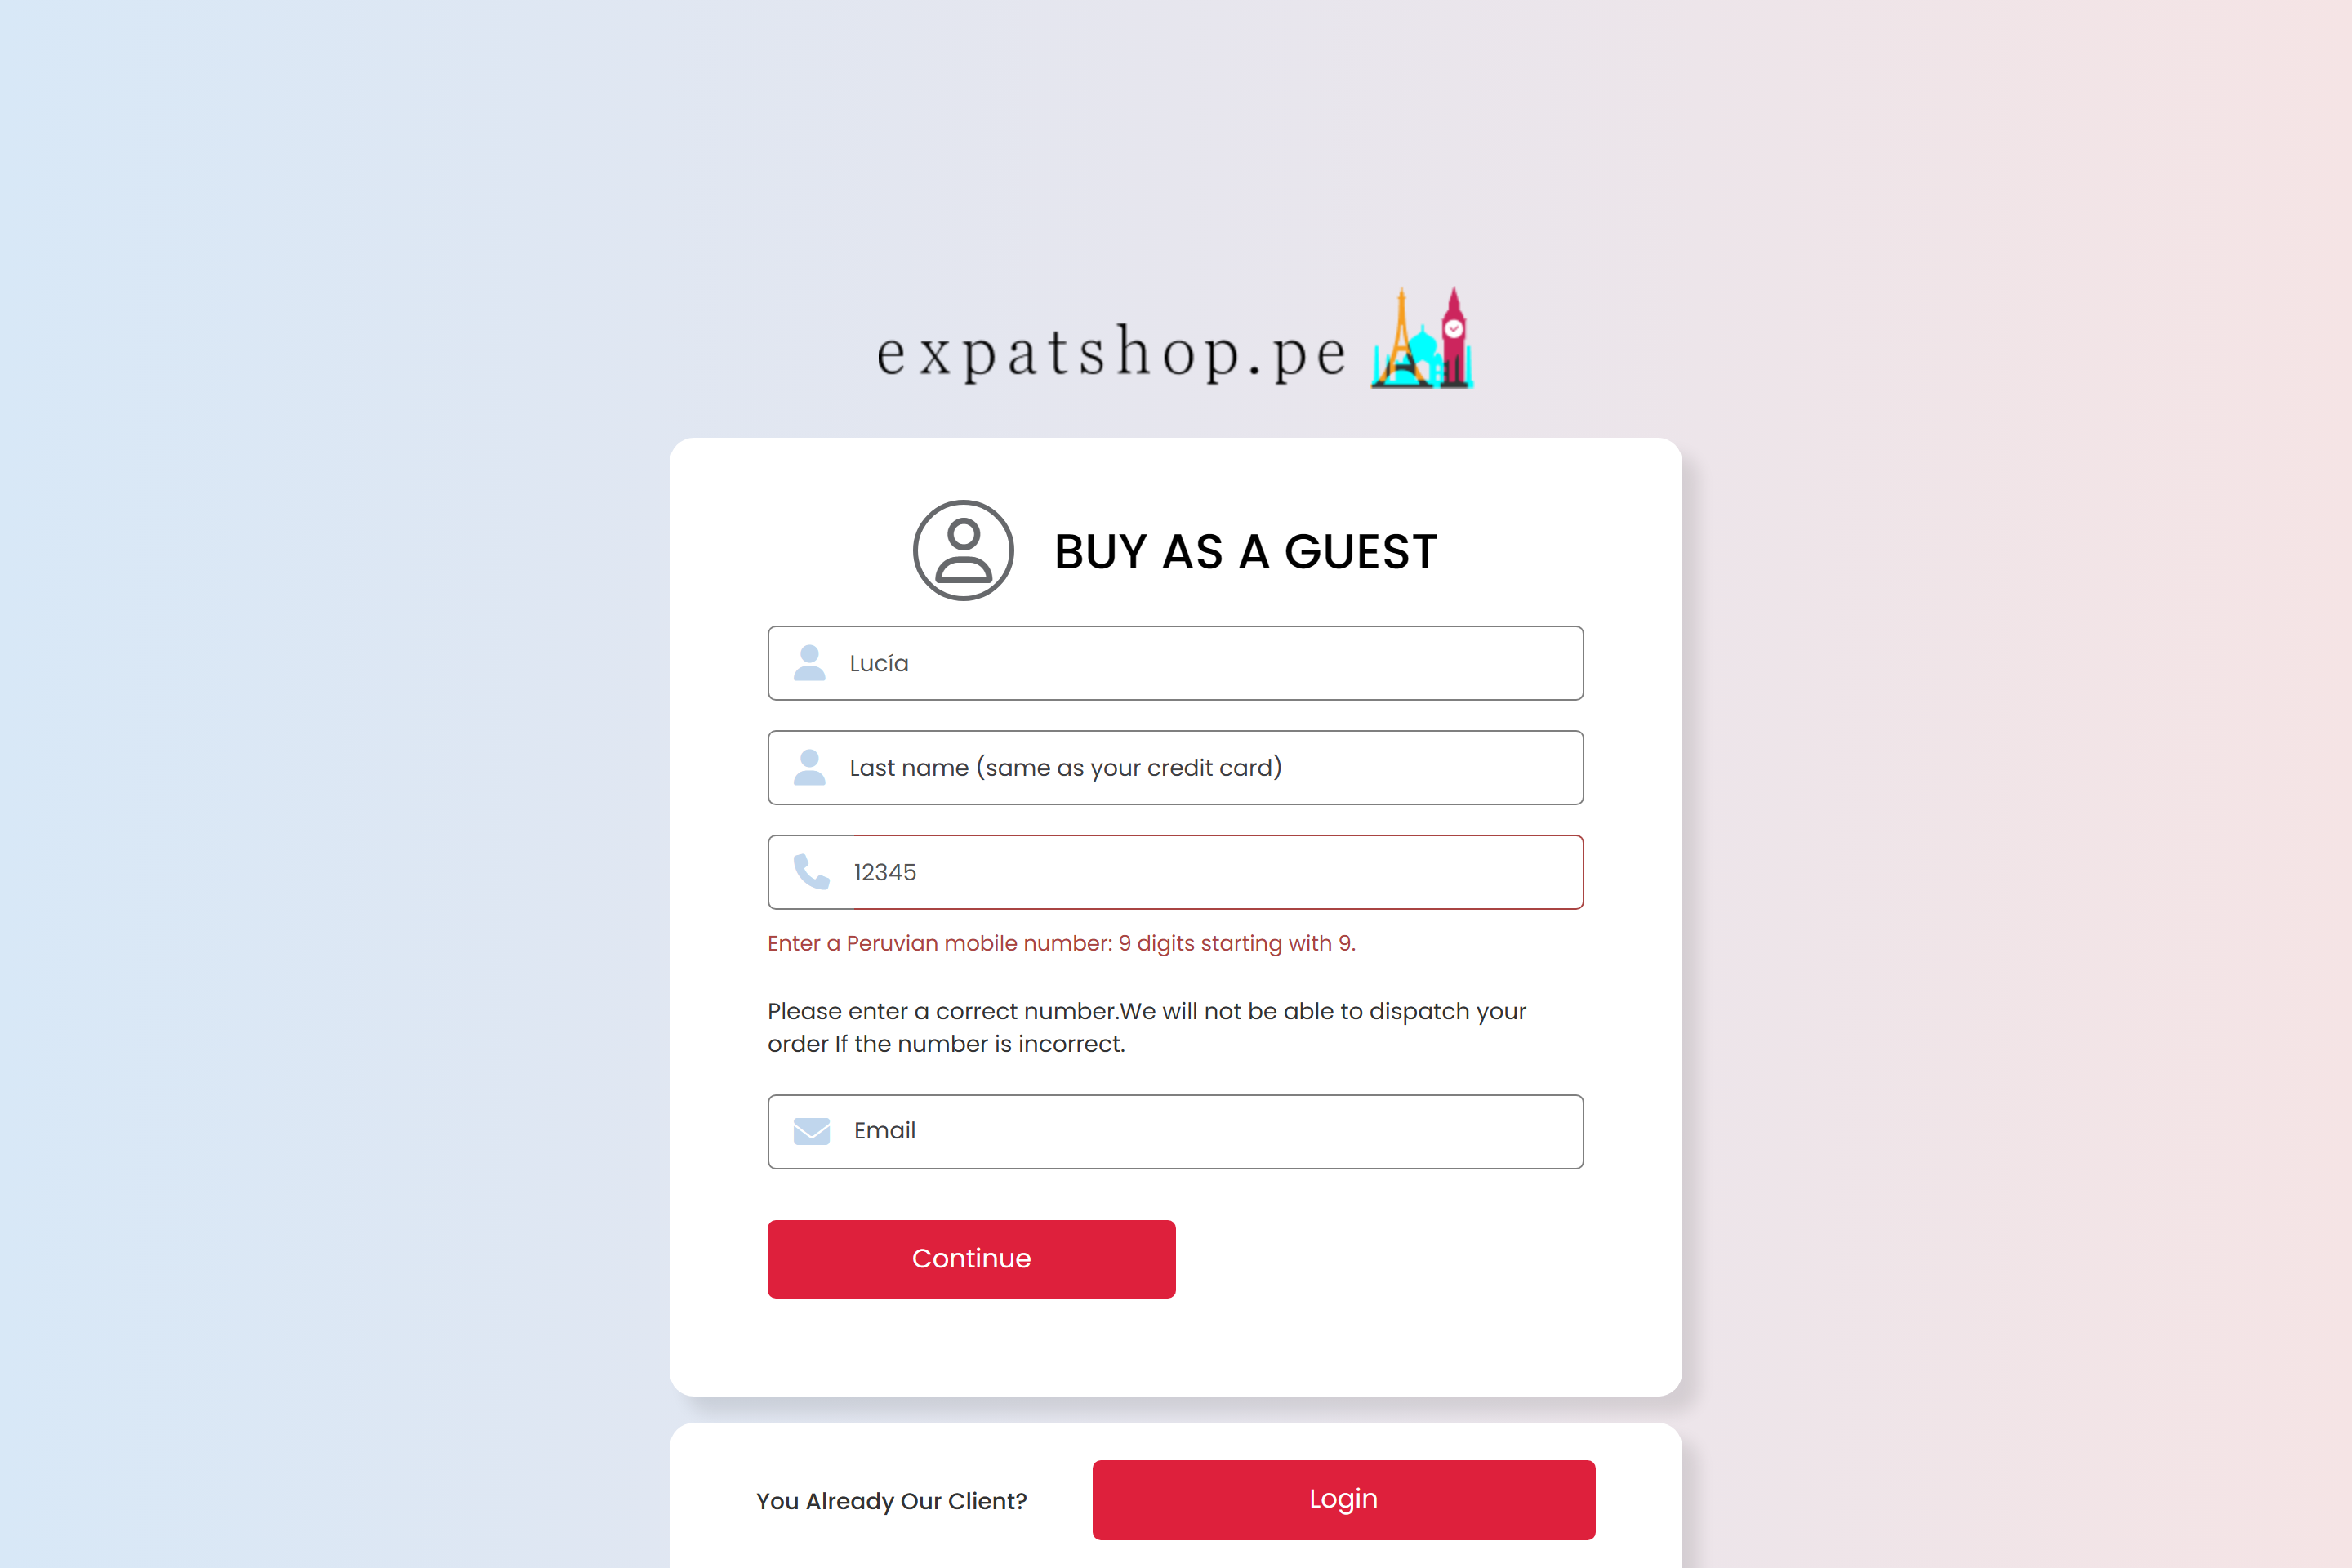 expatshop.pe
BUY AS A GUEST
Lucía
Last name (same as your credit card)
12345
Enter a Peruvian mobile number: 9 digits starting with 9.
Please enter a correct number.We will not be able to dispatch your
order If the number is incorrect.
Email
Continue
You Already Our Client?
Login